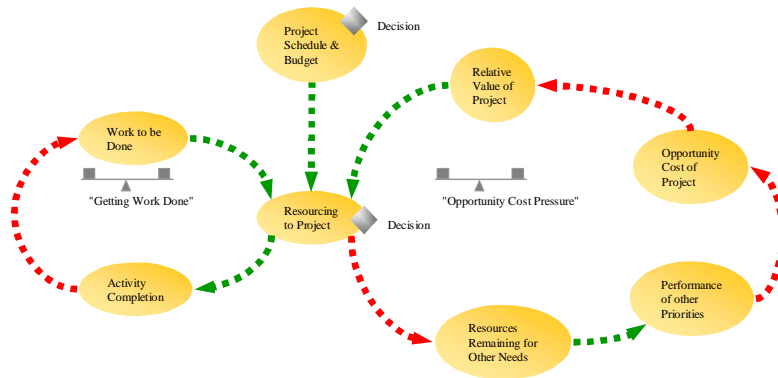 Project
Schedule &
Budget
Decision
Relative
Value of
Project
Work to be
Done
Opportunity
Cost of
Project
"Getting Work Done"
"Opportunity Cost Pressure"
Resourcing
to Project
Decision
Activity
Completion
Performance
of other
Priorities
Resources
Remaining for
Other Needs